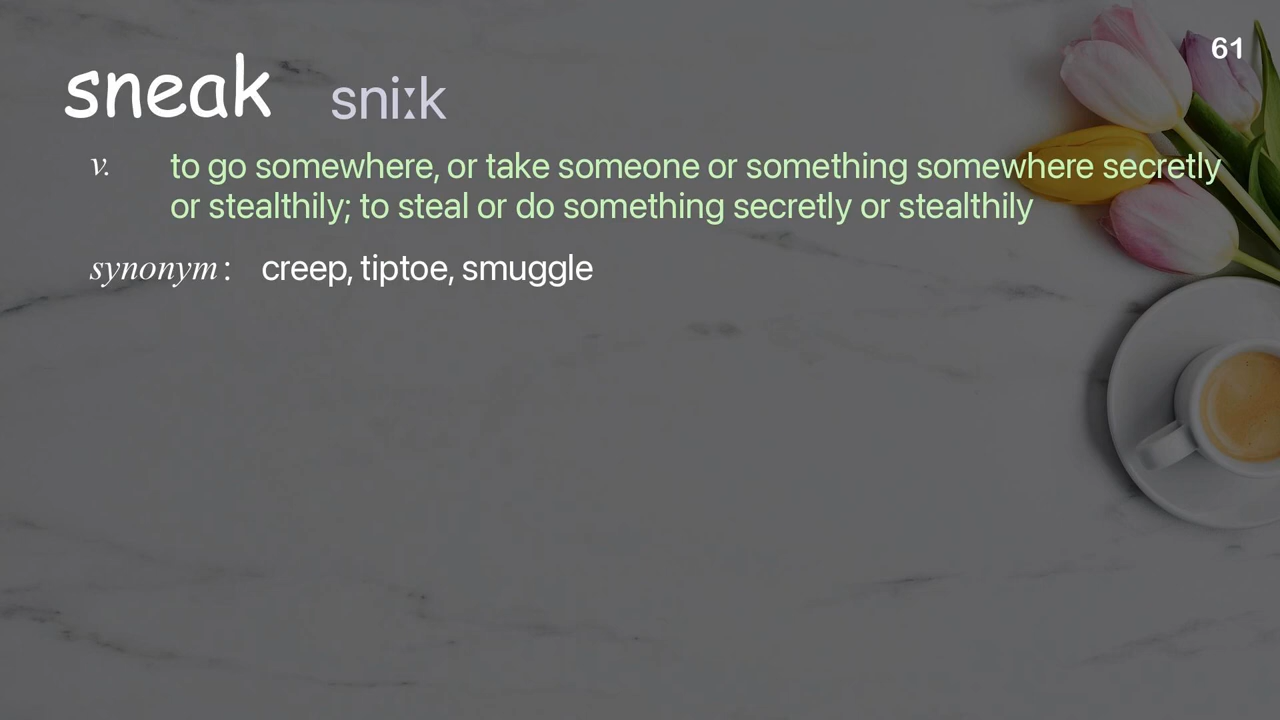 61
sneak sniːk
v. to go somewhere, or take someone or something somewhere secretly
or stealthily; to steal or do something secretly or stealthily
synonym : creep, tiptoe, smuggle